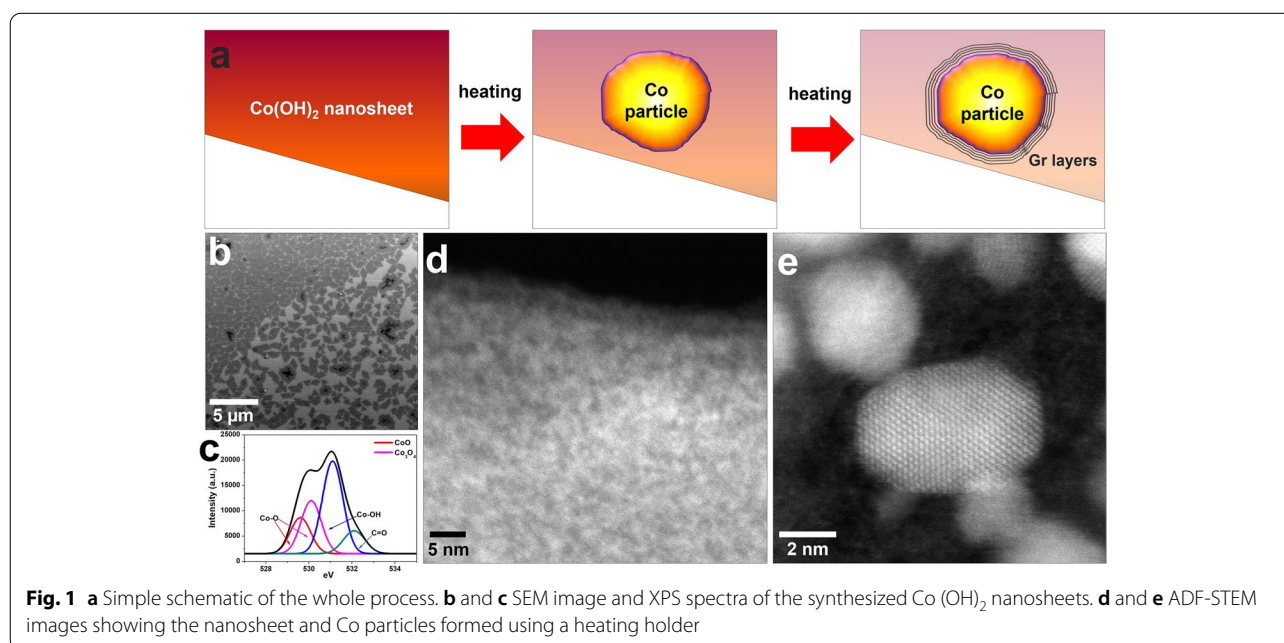 a
Co(OH)₂ nanosheet
heating
Co
particle
heating
Co
particle
Gr layers
b
5 µm
c
25000
20000
15000
10000
5000
0
Intensity (a.u.)
CoO
Co₃O₄
Co-O
Co-OH
C=O
528
530
532
534
eV
d
5 nm
e
2 nm
Fig. 1 a Simple schematic of the whole process. b and c SEM image and XPS spectra of the synthesized Co (OH)₂ nanosheets. d and e ADF-STEM
images showing the nanosheet and Co particles formed using a heating holder